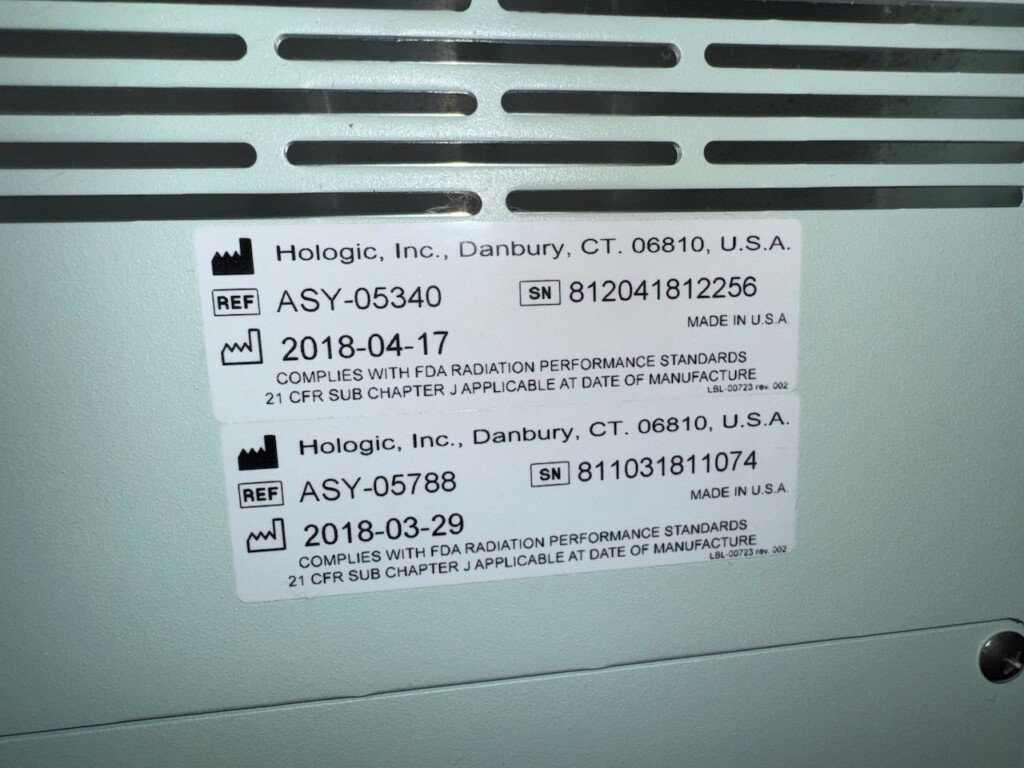 Hologic, Inc., Danbury, CT. 06810, U.S.A.
REF ASY-05340 SN 812041812256
MADE IN U.S.A.
2018-04-17
COMPLIES WITH FDA RADIATION PERFORMANCE STANDARDS
21 CFR SUB CHAPTER J APPLICABLE AT DATE OF MANUFACTURE
LBL-00723 rev. 002
Hologic, Inc., Danbury, CT. 06810, U.S.A.
REF ASY-05788 SN 811031811074
MADE IN U.S.A.
2018-03-29
COMPLIES WITH FDA RADIATION PERFORMANCE STANDARDS
21 CFR SUB CHAPTER J APPLICABLE AT DATE OF MANUFACTURE
LBL-00723 rev. 002